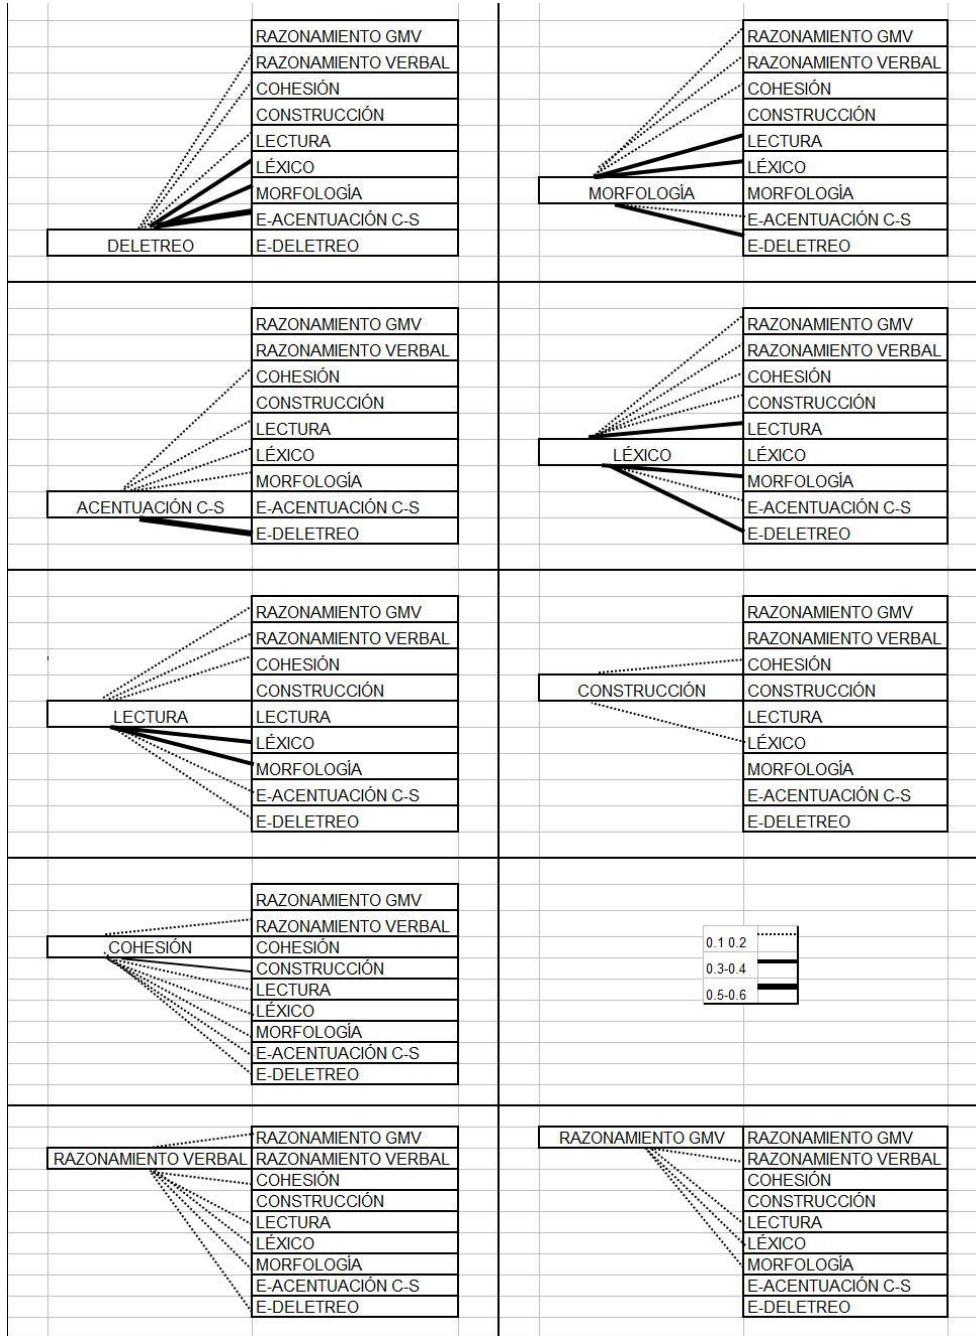 RAZONAMIENTO GMV
RAZONAMIENTO VERBAL
COHESIÓN
CONSTRUCCIÓN
LECTURA
LÉXICO
MORFOLOGÍA
E-ACENTUACIÓN C-S
DELETREO E-DELETREO
RAZONAMIENTO GMV
RAZONAMIENTO VERBAL
COHESIÓN
CONSTRUCCIÓN
LECTURA
LÉXICO
MORFOLOGÍA MORFOLOGÍA
E-ACENTUACIÓN C-S
E-DELETREO
RAZONAMIENTO GMV
RAZONAMIENTO VERBAL
COHESIÓN
CONSTRUCCIÓN
LECTURA
LÉXICO
MORFOLOGÍA
ACENTUACIÓN C-S E-ACENTUACIÓN C-S
E-DELETREO
RAZONAMIENTO GMV
RAZONAMIENTO VERBAL
COHESIÓN
CONSTRUCCIÓN
LECTURA
LÉXICO LÉXICO
MORFOLOGÍA
E-ACENTUACIÓN C-S
E-DELETREO
RAZONAMIENTO GMV
RAZONAMIENTO VERBAL
COHESIÓN
CONSTRUCCIÓN
LECTURA LECTURA
LÉXICO
MORFOLOGÍA
E-ACENTUACIÓN C-S
E-DELETREO
RAZONAMIENTO GMV
RAZONAMIENTO VERBAL
COHESIÓN
CONSTRUCCIÓN CONSTRUCCIÓN
LECTURA
LÉXICO
MORFOLOGÍA
E-ACENTUACIÓN C-S
E-DELETREO
RAZONAMIENTO GMV
RAZONAMIENTO VERBAL
COHESIÓN COHESIÓN
CONSTRUCCIÓN
LECTURA
LÉXICO
MORFOLOGÍA
E-ACENTUACIÓN C-S
E-DELETREO
0.1 0.2
0.3-0.4
0.5-0.6
RAZONAMIENTO GMV
RAZONAMIENTO VERBAL RAZONAMIENTO VERBAL
COHESIÓN
CONSTRUCCIÓN
LECTURA
LÉXICO
MORFOLOGÍA
E-ACENTUACIÓN C-S
E-DELETREO
RAZONAMIENTO GMV RAZONAMIENTO GMV
RAZONAMIENTO VERBAL
COHESIÓN
CONSTRUCCIÓN
LECTURA
LÉXICO
MORFOLOGÍA
E-ACENTUACIÓN C-S
E-DELETREO